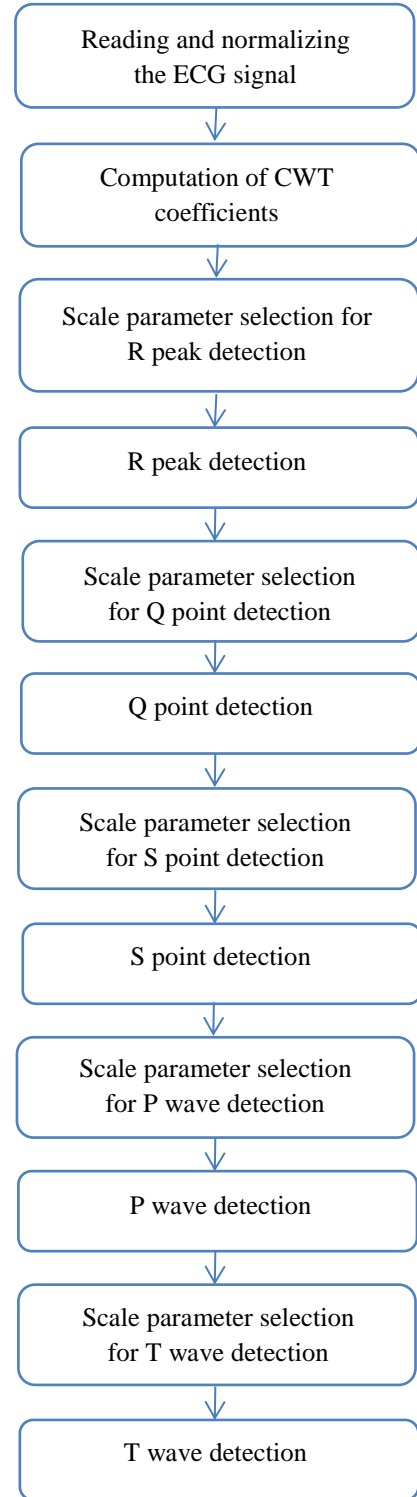 Reading and normalizing
the ECG signal
Computation of CWT
coefficients
Scale parameter selection for
R peak detection
R peak detection
Scale parameter selection
for Q point detection
Q point detection
Scale parameter selection
for S point detection
S point detection
Scale parameter selection
for P wave detection
P wave detection
Scale parameter selection
for T wave detection
T wave detection